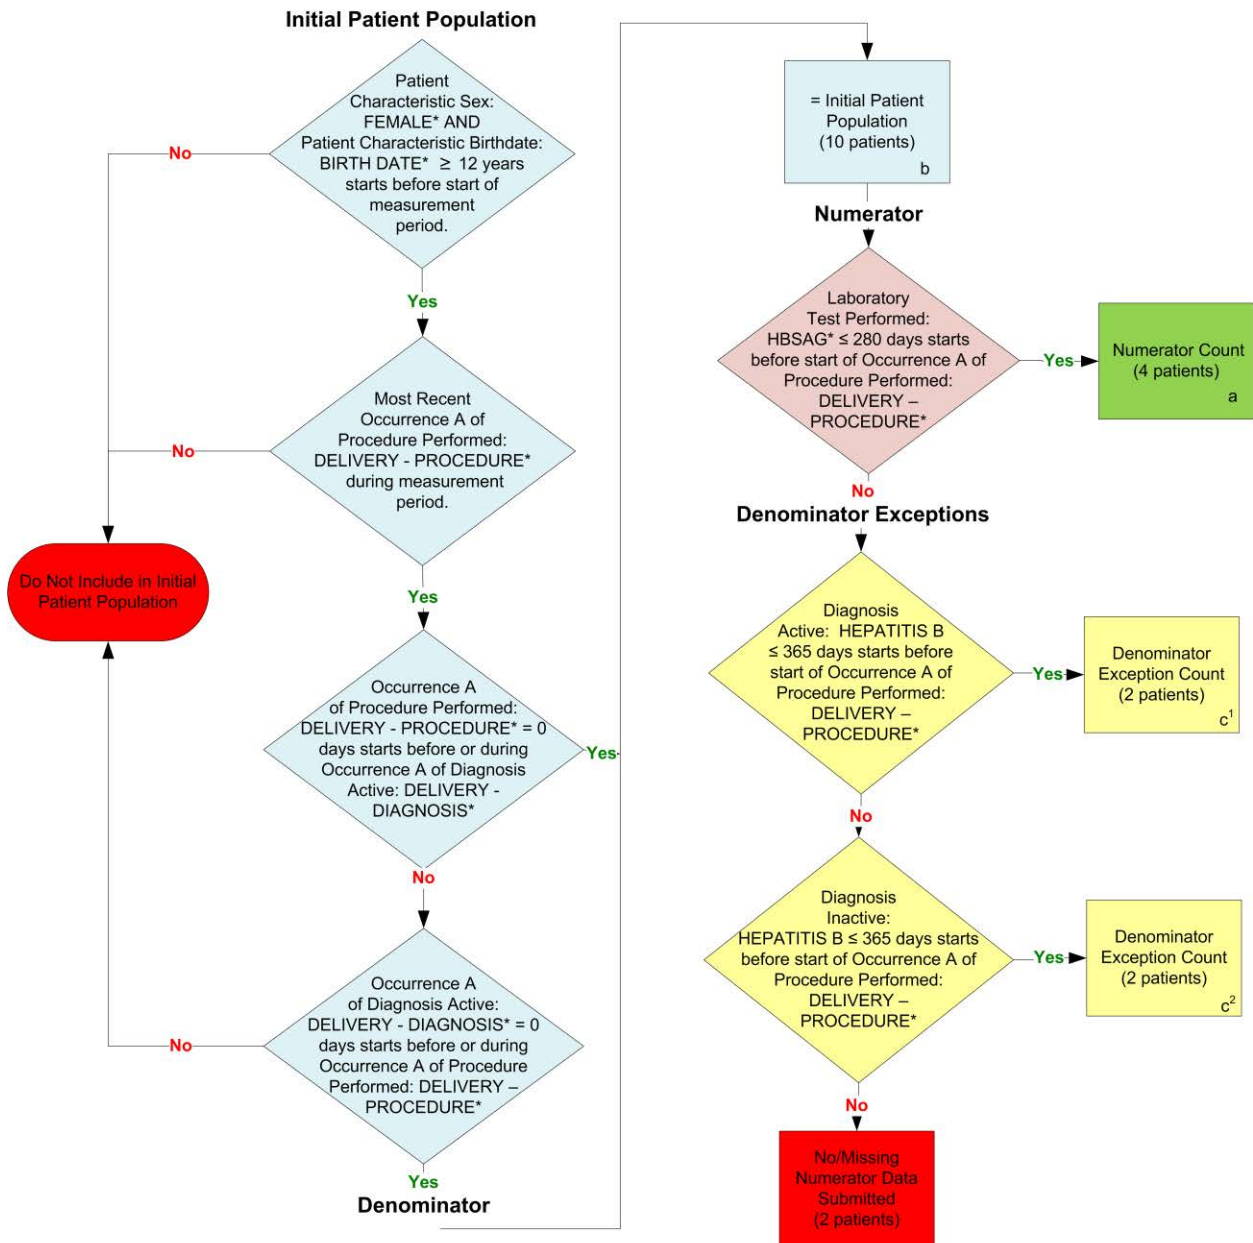 Initial Patient Population
Patient
Characteristic Sex:
FEMALE* AND
Patient Characteristic Birthdate:
BIRTH DATE* ≥ 12 years
starts before start of
measurement
period.
No
Yes
Most Recent
Occurrence A of
Procedure Performed:
DELIVERY - PROCEDURE*
during measurement
period.
No
Do Not Include in Initial
Patient Population
Yes
Occurrence A
of Procedure Performed:
DELIVERY - PROCEDURE* = 0
days starts before or during
Occurrence A of Diagnosis
Active: DELIVERY -
DIAGNOSIS*
Yes
No
Occurrence A
of Diagnosis Active:
DELIVERY - DIAGNOSIS* = 0
days starts before or during
Occurrence A of Procedure
Performed: DELIVERY –
PROCEDURE*
No
Yes
Denominator
= Initial Patient
Population
(10 patients)
b
Numerator
Laboratory
Test Performed:
HBSAG* ≤ 280 days starts
before start of Occurrence A of
Procedure Performed:
DELIVERY –
PROCEDURE*
Yes
Numerator Count
(4 patients)
a
No
Denominator Exceptions
Diagnosis
Active: HEPATITIS B
≤ 365 days starts before
start of Occurrence A of
Procedure Performed:
DELIVERY –
PROCEDURE*
Yes
Denominator
Exception Count
(2 patients)
c¹
No
Diagnosis
Inactive:
HEPATITIS B ≤ 365 days starts
before start of Occurrence A of
Procedure Performed:
DELIVERY –
PROCEDURE*
Yes
Denominator
Exception Count
(2 patients)
c²
No
No/Missing
Numerator Data
Submitted
(2 patients)